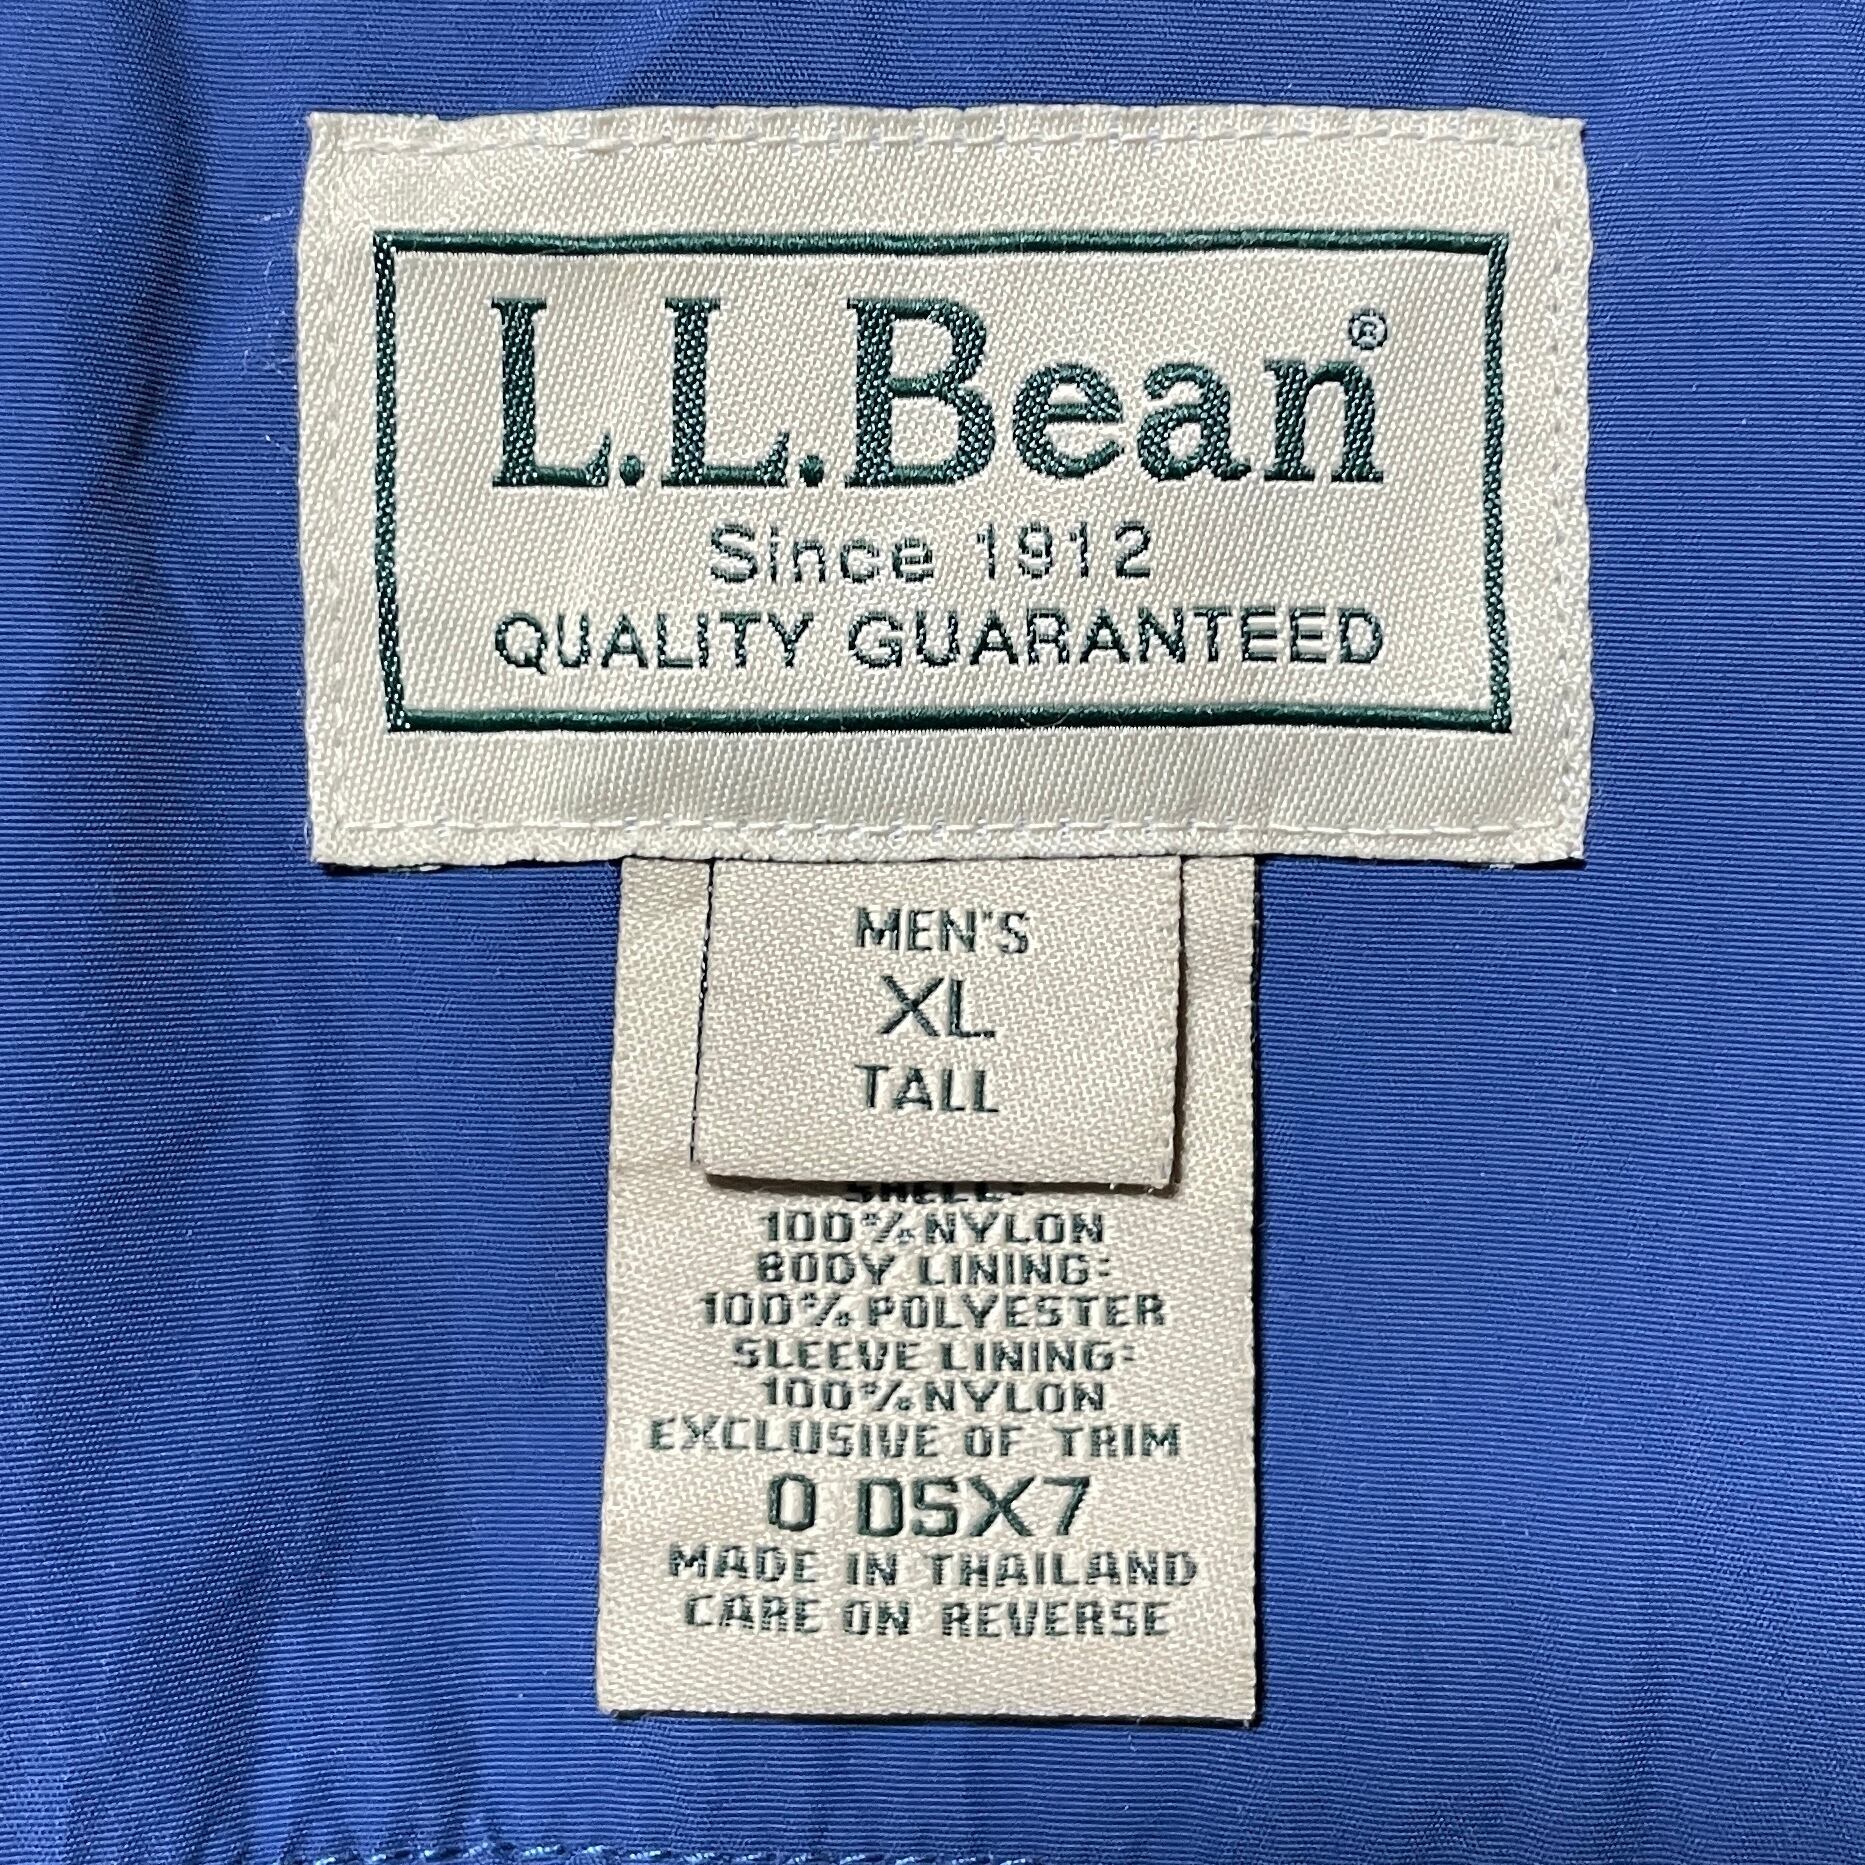 L.L.Bean®
Since 1912
QUALITY GUARANTEED
MEN'S
XL
TALL
SHELL:
100% NYLON
BODY LINING:
100% POLYESTER
SLEEVE LINING:
100% NYLON
EXCLUSIVE OF TRIM
0 DSX7
MADE IN THAILAND
CARE ON REVERSE